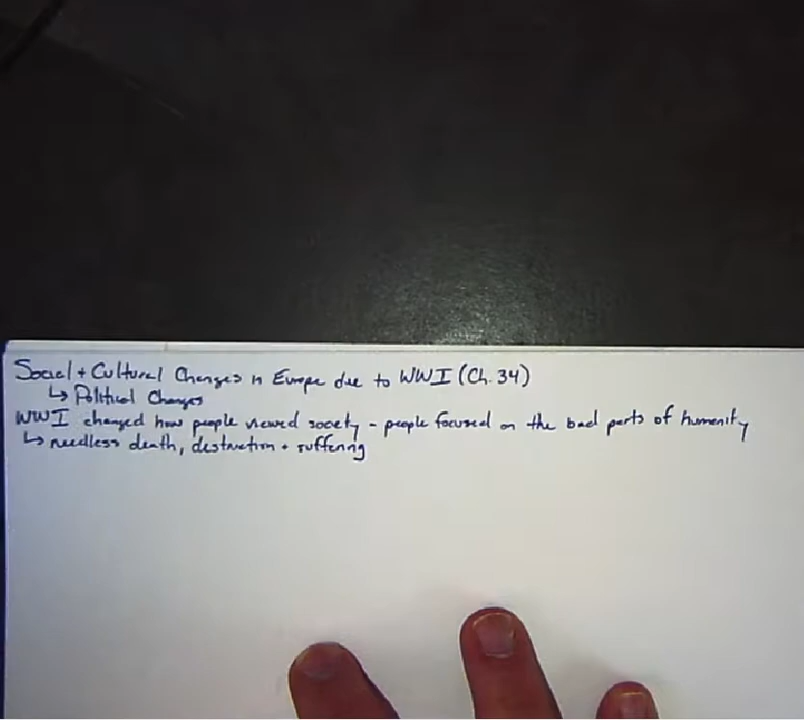 Social + Cultural Changes in Europe due to WWI (Ch. 34)
↳ Political Changes
WWI changed how people viewed society - people focused on the bad parts of humanity
↳ needless death, destruction + suffering